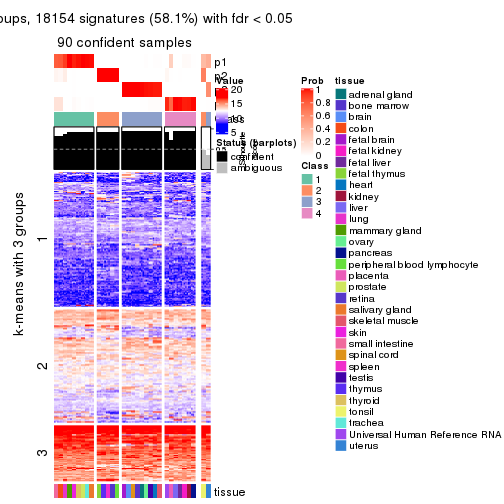 oups, 18154 signatures (58.1%) with fdr < 0.05
90 confident samples
p1
p2
Value
20
15
10
5
Status (barplots)
confident
ambiguous
k-means with 3 groups
1
2
3
tissue
Prob
1
0.8
0.6
0.4
0.2
0
Class
1
2
3
4
tissue
adrenal gland
bone marrow
brain
colon
fetal brain
fetal kidney
fetal liver
fetal thymus
heart
kidney
liver
lung
mammary gland
ovary
pancreas
peripheral blood lymphocyte
placenta
prostate
retina
salivary gland
skeletal muscle
skin
small intestine
spinal cord
spleen
testis
thymus
thyroid
tonsil
trachea
Universal Human Reference RNA
uterus